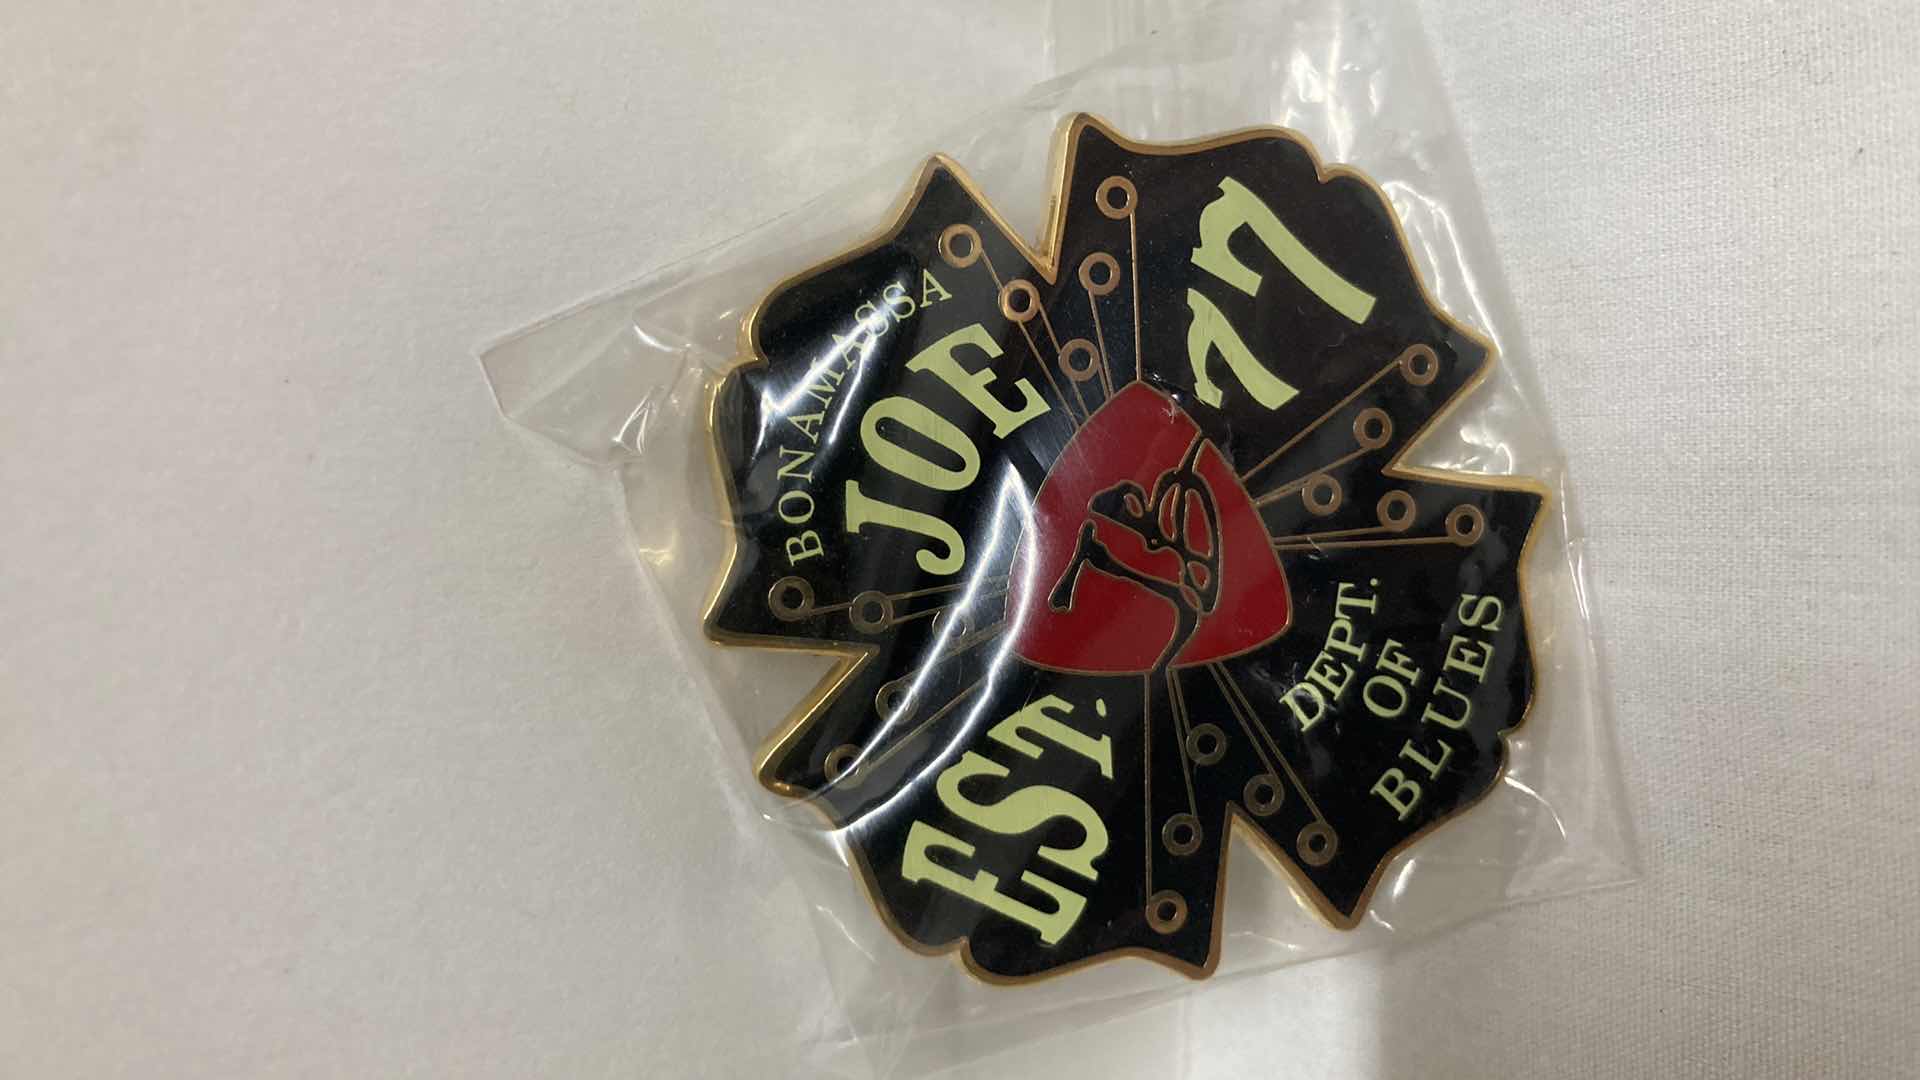 BONAMASSA
JOE
77
EST.
DEPT.
OF
BLUES